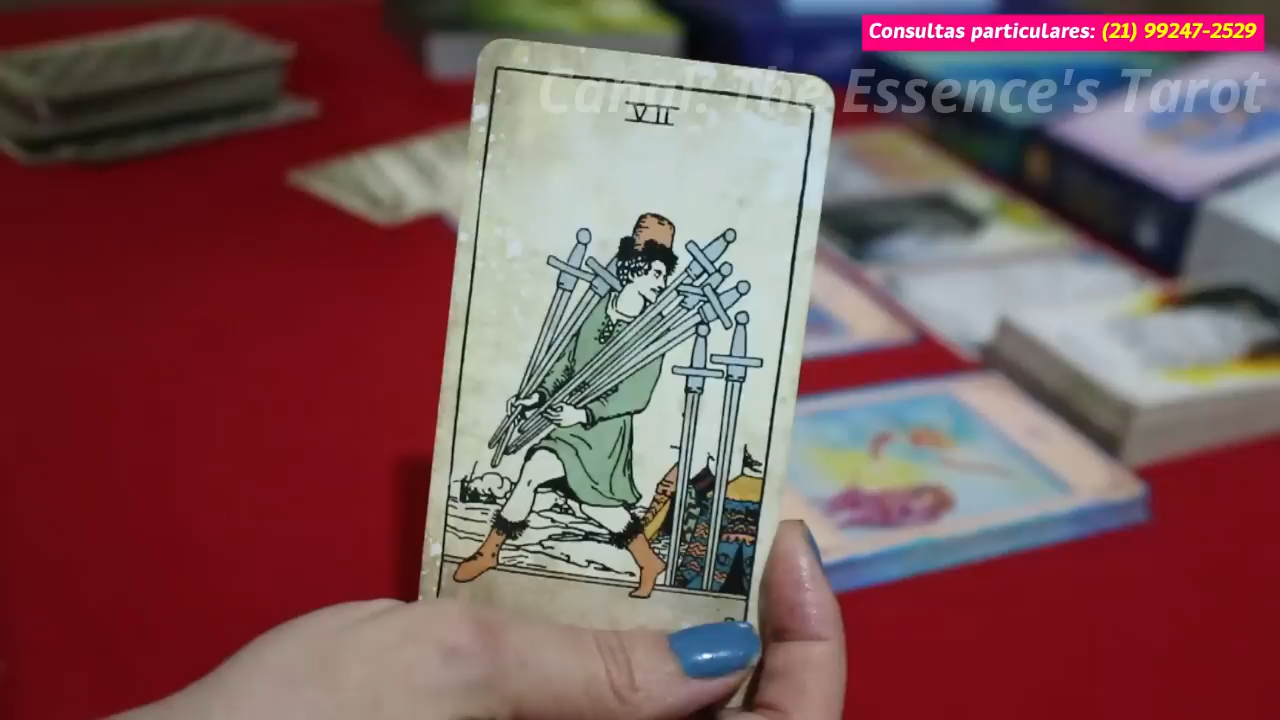 Consultas particulares: (21) 99247-2529
Canal: The Essence's Tarot
VII